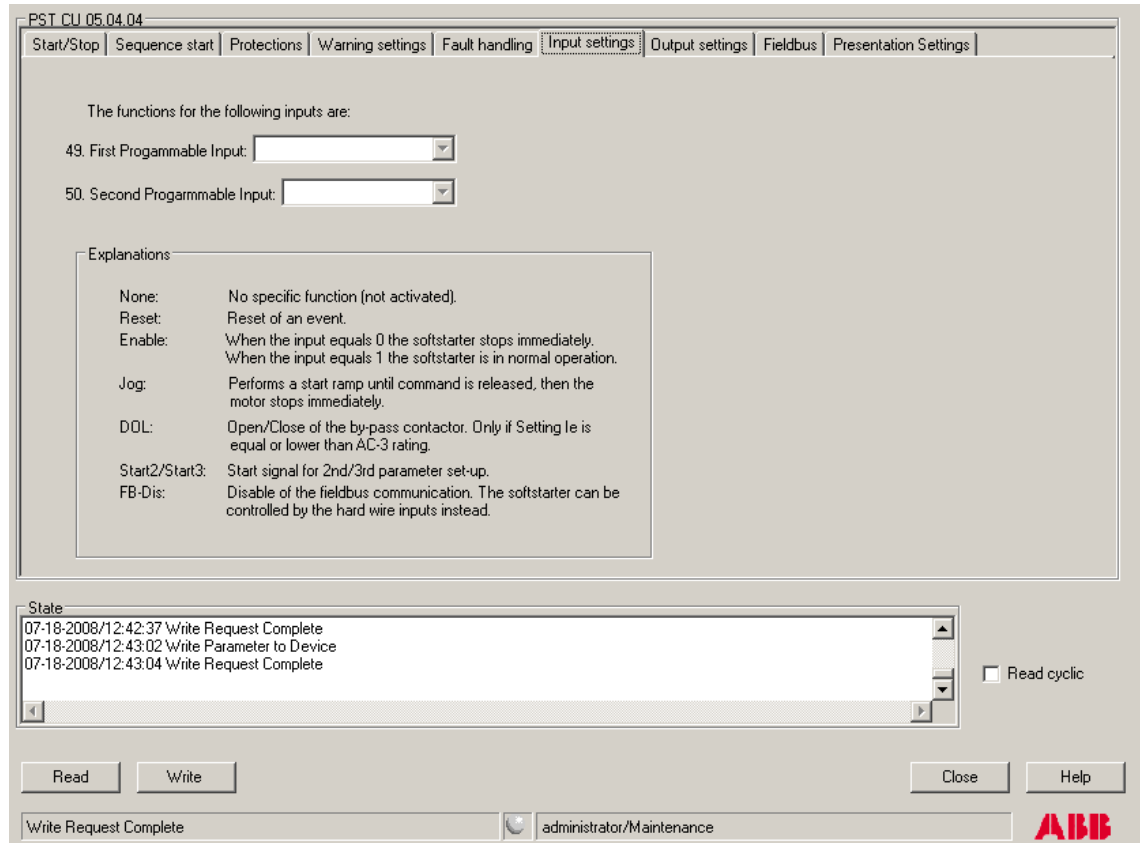 PST CU 05.04.04
Start/Stop Sequence start Protections Warning settings Fault handling Input settings Output settings Fieldbus Presentation Settings
The functions for the following inputs are:
49. First Progammable Input:
50. Second Progarmmable Input:
Explanations
None: No specific function (not activated).
Reset: Reset of an event.
Enable: When the input equals 0 the softstarter stops immediately.
When the input equals 1 the softstarter is in normal operation.
Jog: Performs a start ramp until command is released, then the
motor stops immediately.
DOL: Open/Close of the by-pass contactor. Only if Setting Ie is
equal or lower than AC-3 rating.
Start2/Start3: Start signal for 2nd/3rd parameter set-up.
FB-Dis: Disable of the fieldbus communication. The softstarter can be
controlled by the hard wire inputs instead.
State
07-18-2008/12:42:37 Write Request Complete
07-18-2008/12:43:02 Write Parameter to Device
07-18-2008/12:43:04 Write Request Complete
Read cyclic
Read Write Close Help
Write Request Complete administrator/Maintenance ABB